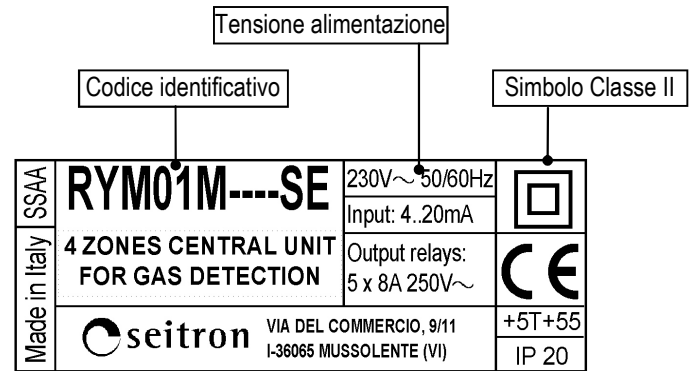 Tensione alimentazione
Codice identificativo
Simbolo Classe II
SSAA
RYM01M----SE
230V~ 50/60Hz
Input: 4..20mA
Made in Italy
4 ZONES CENTRAL UNIT
FOR GAS DETECTION
Output relays:
5 x 8A 250V~
CE
seitron
VIA DEL COMMERCIO, 9/11
I-36065 MUSSOLENTE (VI)
+5T+55
IP 20